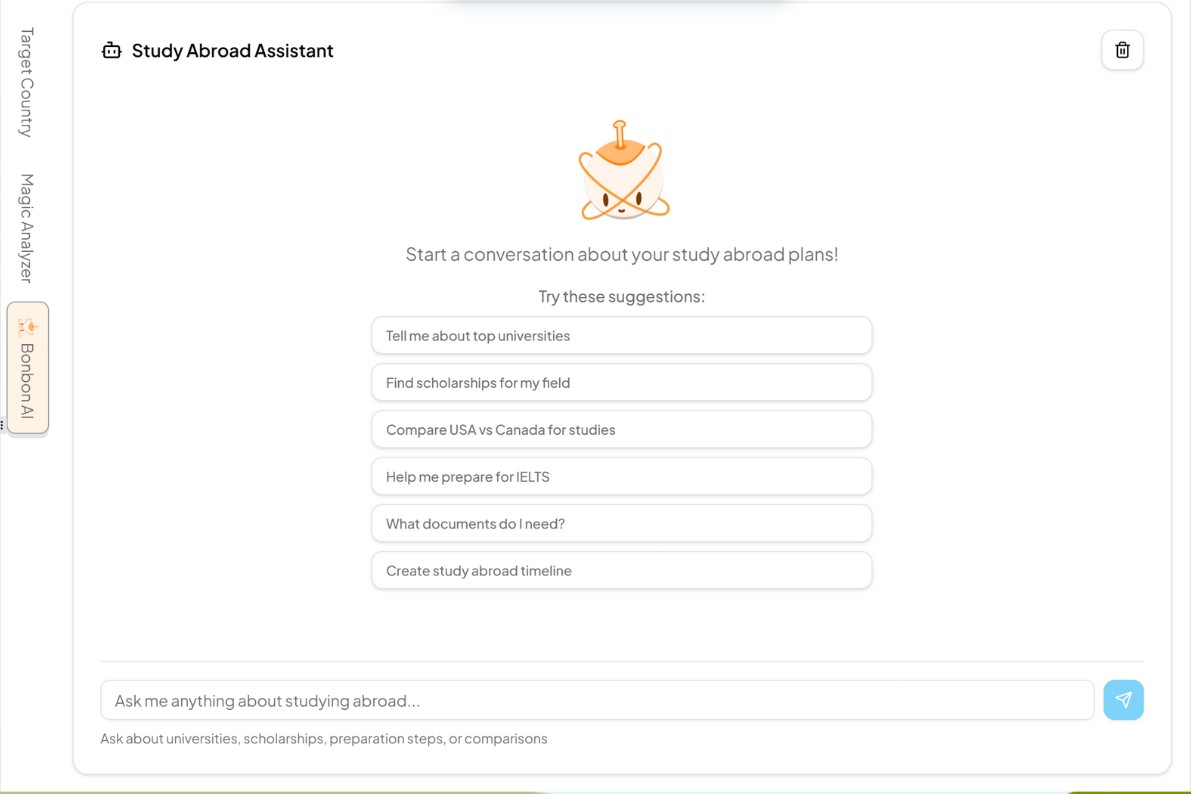 Target Country
Magic Analyzer
Bonbon AI
Study Abroad Assistant
Start a conversation about your study abroad plans!
Try these suggestions:
Tell me about top universities
Find scholarships for my field
Compare USA vs Canada for studies
Help me prepare for IELTS
What documents do I need?
Create study abroad timeline
Ask me anything about studying abroad...
Ask about universities, scholarships, preparation steps, or comparisons